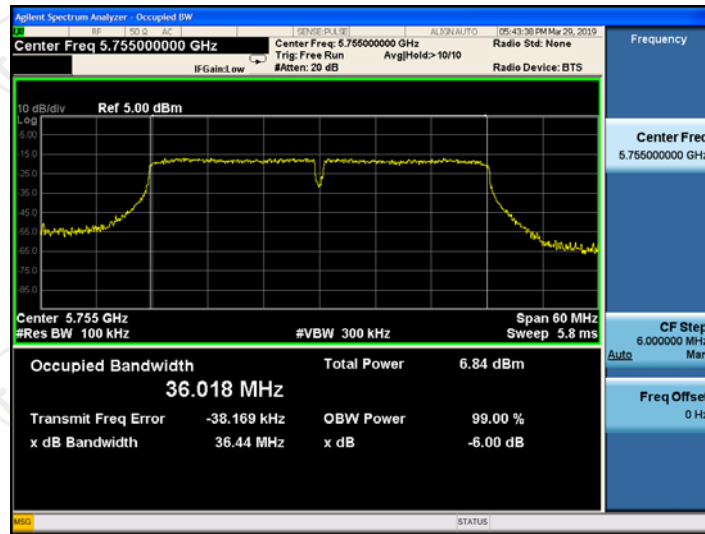 Agilent Spectrum Analyzer - Occupied BW
RF 50 Ω AC SENSE:PULSE ALIGN AUTO 05:43:38 PM Mar 29, 2019
Center Freq 5.755000000 GHz Center Freq: 5.755000000 GHz Radio Std: None
Trig: Free Run Avg|Hold:> 10/10
IFGain:Low #Atten: 20 dB Radio Device: BTS
Frequency
10 dB/div Ref 5.00 dBm
Log
-5.00
-15.0
-25.0
-35.0
-45.0
-55.0
-65.0
-75.0
-85.0
Center 5.755 GHz Span 60 MHz
#Res BW 100 kHz #VBW 300 kHz Sweep 5.8 ms
Occupied Bandwidth Total Power 6.84 dBm
36.018 MHz
Transmit Freq Error -38.169 kHz OBW Power 99.00 %
x dB Bandwidth 36.44 MHz x dB -6.00 dB
Center Freq
5.755000000 GHz
CF Step
6.000000 MHz
Auto Man
Freq Offset
0 Hz
MSG STATUS